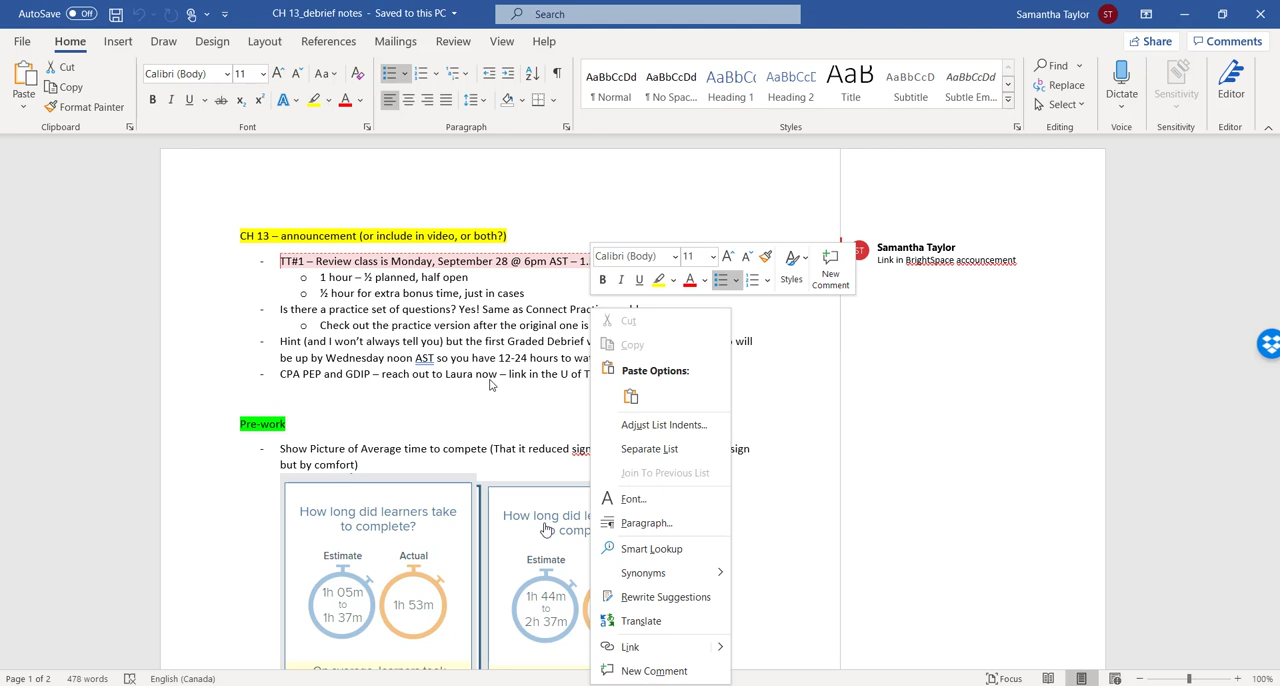 AutoSave Off CH 13_debrief notes - Saved to this PC Search Samantha Taylor ST
File Home Insert Draw Design Layout References Mailings Review View Help Share Comments
Paste Cut Copy Format Painter
Calibri (Body) 11
AaBbCcDd AaBbCcDd AaBbCc AaBbCcE AaB AaBbCcD AaBbCcDd
¶ Normal ¶ No Spac... Heading 1 Heading 2 Title Subtitle Subtle Em...
Find Replace Select
Dictate Sensitivity Editor
Clipboard Font Paragraph Styles Editing Voice Sensitivity Editor
CH 13 – announcement (or include in video, or both?)
- TT#1 – Review class is Monday, September 28 @ 6pm AST – 1.
o 1 hour – ½ planned, half open
o ½ hour for extra bonus time, just in cases
- Is there a practice set of questions? Yes! Same as Connect
o Check out the practice version after the original one is
- Hint (and I won't always tell you) but the first Graded Debrief will
be up by Wednesday noon AST so you have 12-24 hours to
- CPA PEP and GDIP – reach out to Laura now – link in the U of T
Pre-work
- Show Picture of Average time to compete (That it reduced
but by comfort)
How long did learners take
to complete?
Estimate Actual
1h 05m
to
1h 37m
1h 53m
How long did
Estimate
1h 44m
to
2h 37m
Calibri (Body) 11
Styles New Comment
Cut
Copy
Paste Options:
Adjust List Indents...
Separate List
Join To Previous List
Font...
Paragraph...
Smart Lookup
Synonyms
Rewrite Suggestions
Translate
Link
New Comment
ST Samantha Taylor
Link in BrightSpace accouncement
Page 1 of 2 478 words English (Canada) Focus 100%